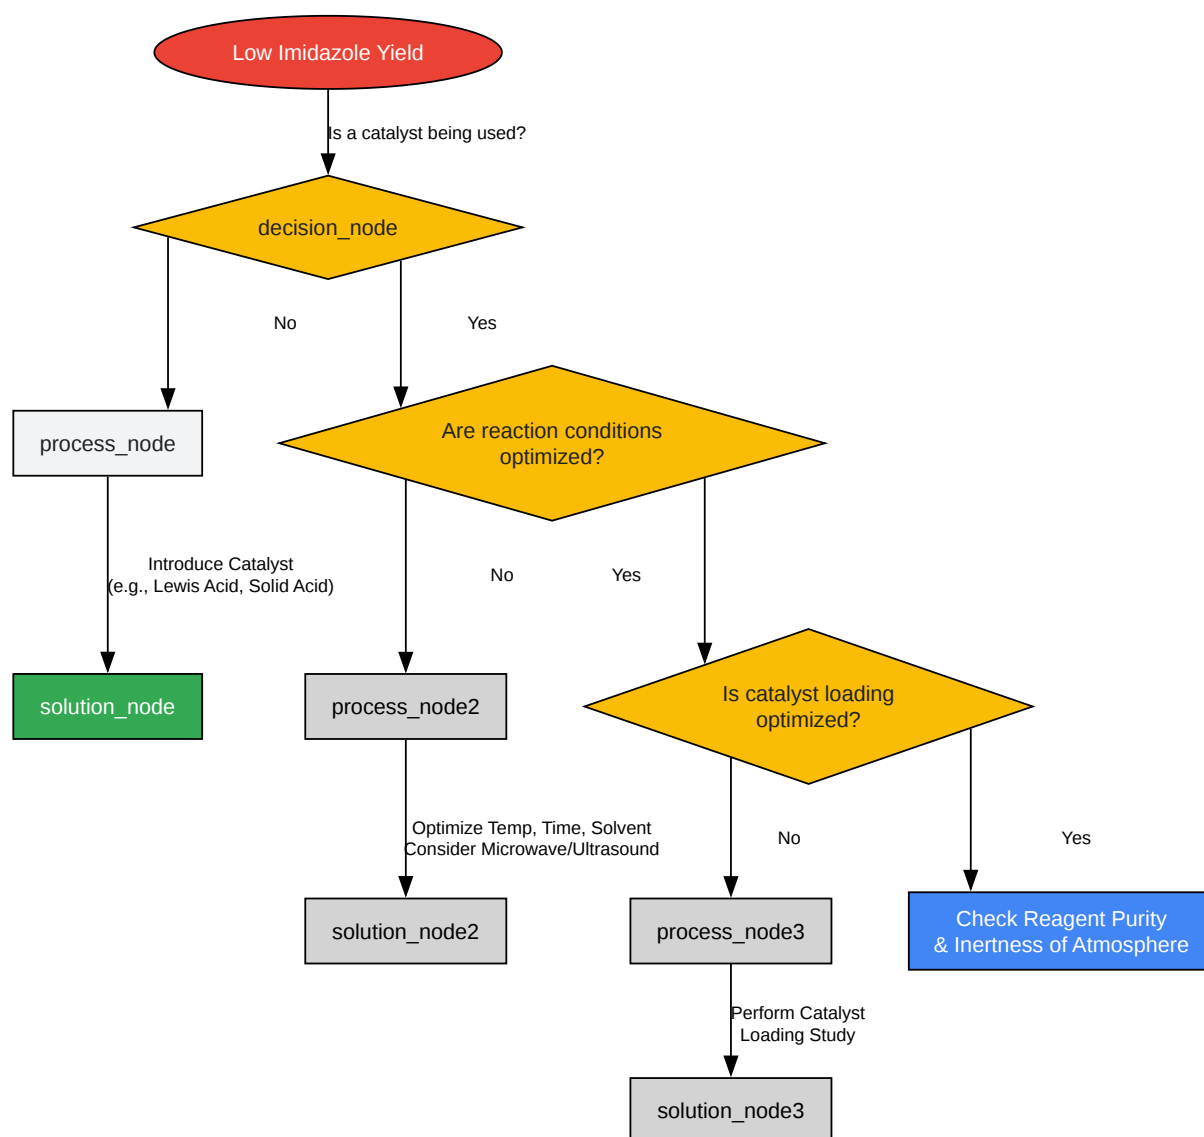 Low Imidazole Yield
Is a catalyst being used?
decision_node
No
Yes
process_node
Are reaction conditions
optimized?
Introduce Catalyst
(e.g., Lewis Acid, Solid Acid)
No
Yes
solution_node
process_node2
Is catalyst loading
optimized?
Optimize Temp, Time, Solvent
Consider Microwave/Ultrasound
No
Yes
solution_node2
process_node3
Check Reagent Purity
& Inertness of Atmosphere
Perform Catalyst
Loading Study
solution_node3